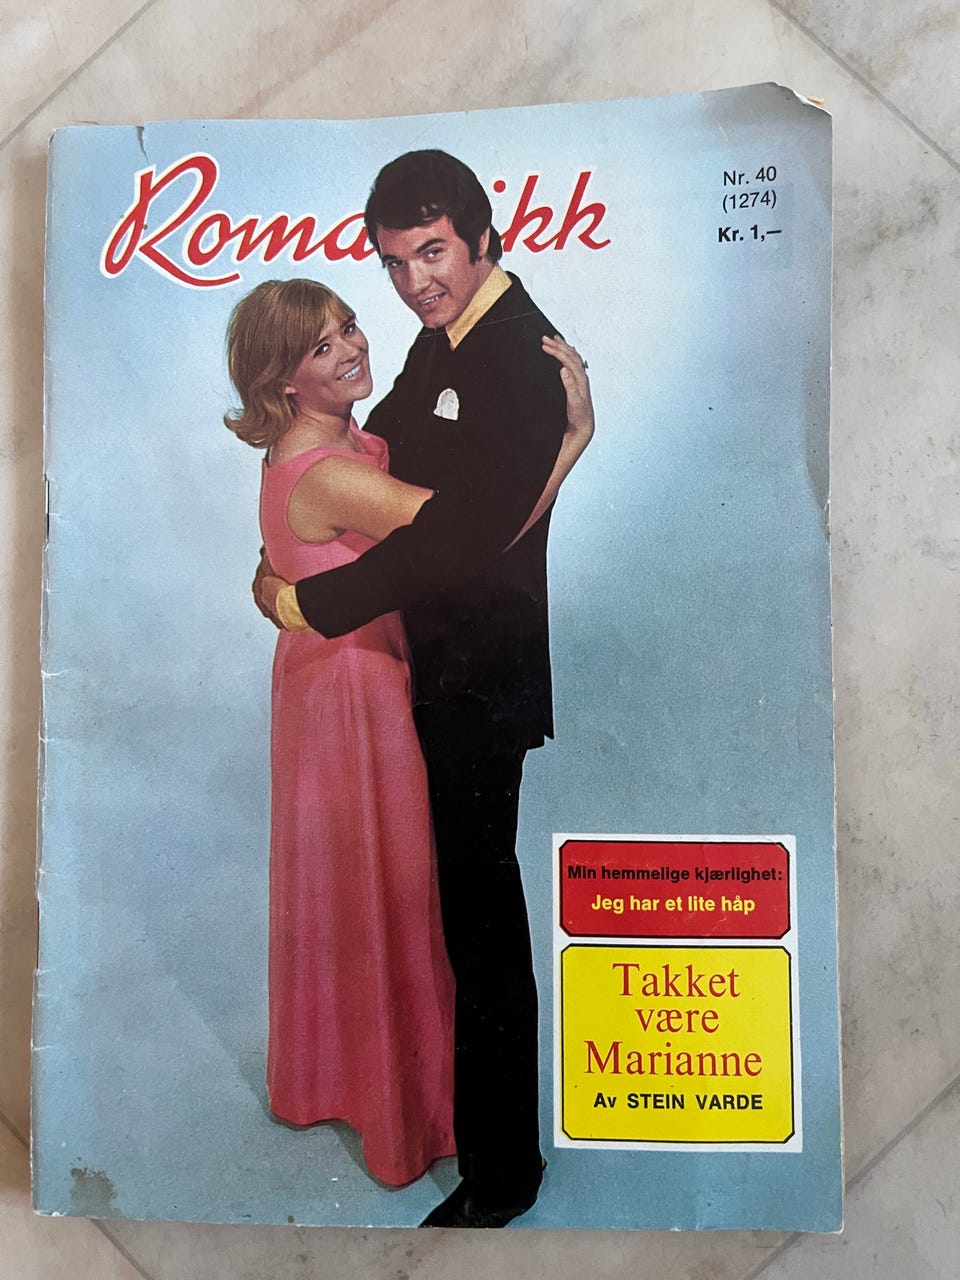 Romantikk
Nr. 40
(1274)
Kr. 1,—
Min hemmelige kjærlighet:
Jeg har et lite håp
Takket
være
Marianne
Av STEIN VARDE